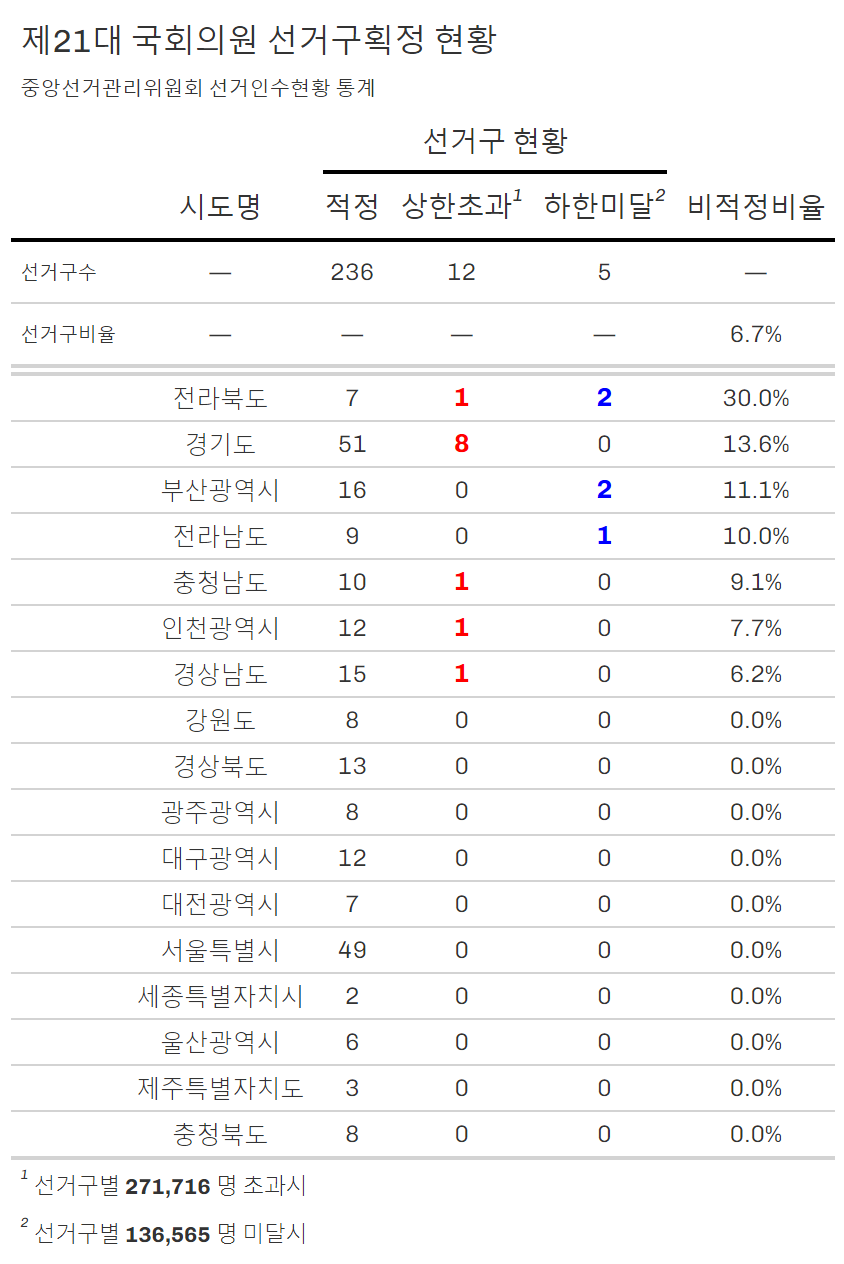 제21대 국회의원 선거구획정 현황
중앙선거관리위원회 선거인수현황 통계
선거구 현황
시도명 적정 상한초과1 하한미달2 비적정비율
선거구수 — 236 12 5 —
선거구비율 — — — — 6.7%
전라북도 7 1 2 30.0%
경기도 51 8 0 13.6%
부산광역시 16 0 2 11.1%
전라남도 9 0 1 10.0%
충청남도 10 1 0 9.1%
인천광역시 12 1 0 7.7%
경상남도 15 1 0 6.2%
강원도 8 0 0 0.0%
경상북도 13 0 0 0.0%
광주광역시 8 0 0 0.0%
대구광역시 12 0 0 0.0%
대전광역시 7 0 0 0.0%
서울특별시 49 0 0 0.0%
세종특별자치시 2 0 0 0.0%
울산광역시 6 0 0 0.0%
제주특별자치도 3 0 0 0.0%
충청북도 8 0 0 0.0%
1 선거구별 271,716 명 초과시
2 선거구별 136,565 명 미달시